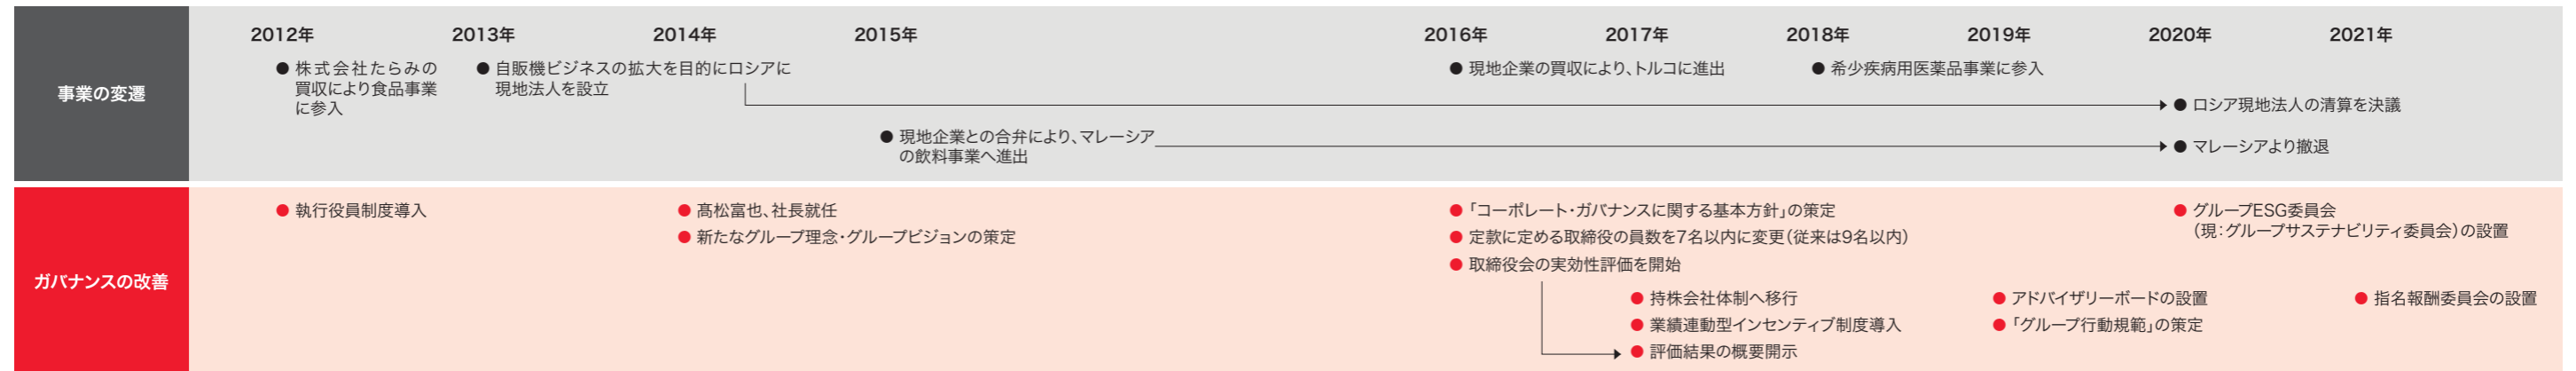 事業の変遷
2012年
2013年
2014年
2015年
2016年
2017年
2018年
2019年
2020年
2021年
● 株式会社たらみの
買収により食品事業
に参入
● 自販機ビジネスの拡大を目的にロシアに
現地法人を設立
● 現地企業との合弁により、マレーシア
の飲料事業へ進出
● 現地企業の買収により、トルコに進出
● 希少疾病用医薬品事業に参入
● ロシア現地法人の清算を決議
● マレーシアより撤退
ガバナンスの改善
● 執行役員制度導入
● 髙松富也、社長就任
● 新たなグループ理念・グループビジョンの策定
● 「コーポレート・ガバナンスに関する基本方針」の策定
● 定款に定める取締役の員数を7名以内に変更（従来は9名以内）
● 取締役会の実効性評価を開始
● 持株会社体制へ移行
● 業績連動型インセンティブ制度導入
● 評価結果の概要開示
● アドバイザリーボードの設置
● 「グループ行動規範」の策定
● グループESG委員会
（現：グループサステナビリティ委員会）の設置
● 指名報酬委員会の設置